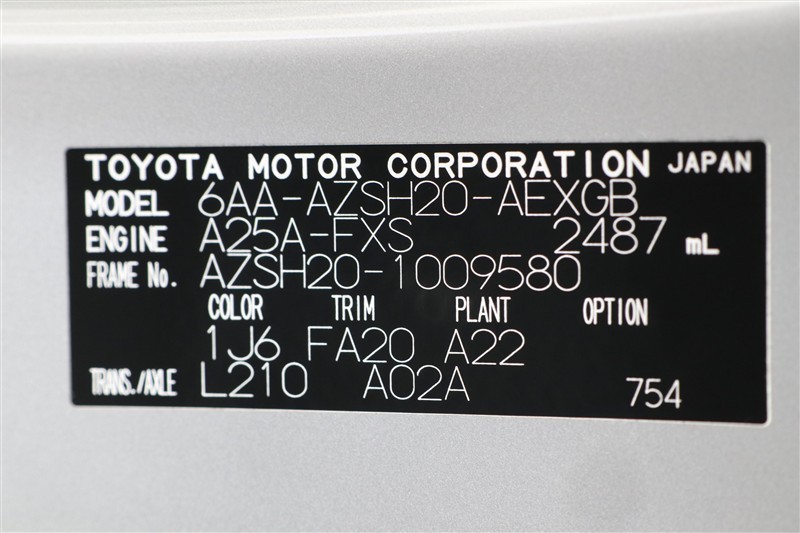 TOYOTA MOTOR CORPORATION JAPAN
MODEL 6AA-AZSH20-AEXGB
ENGINE A25A-FXS 2487 mL
FRAME No. AZSH20-1009580
COLOR TRIM PLANT OPTION
1J6 FA20 A22
TRANS./AXLE L210 A02A 754